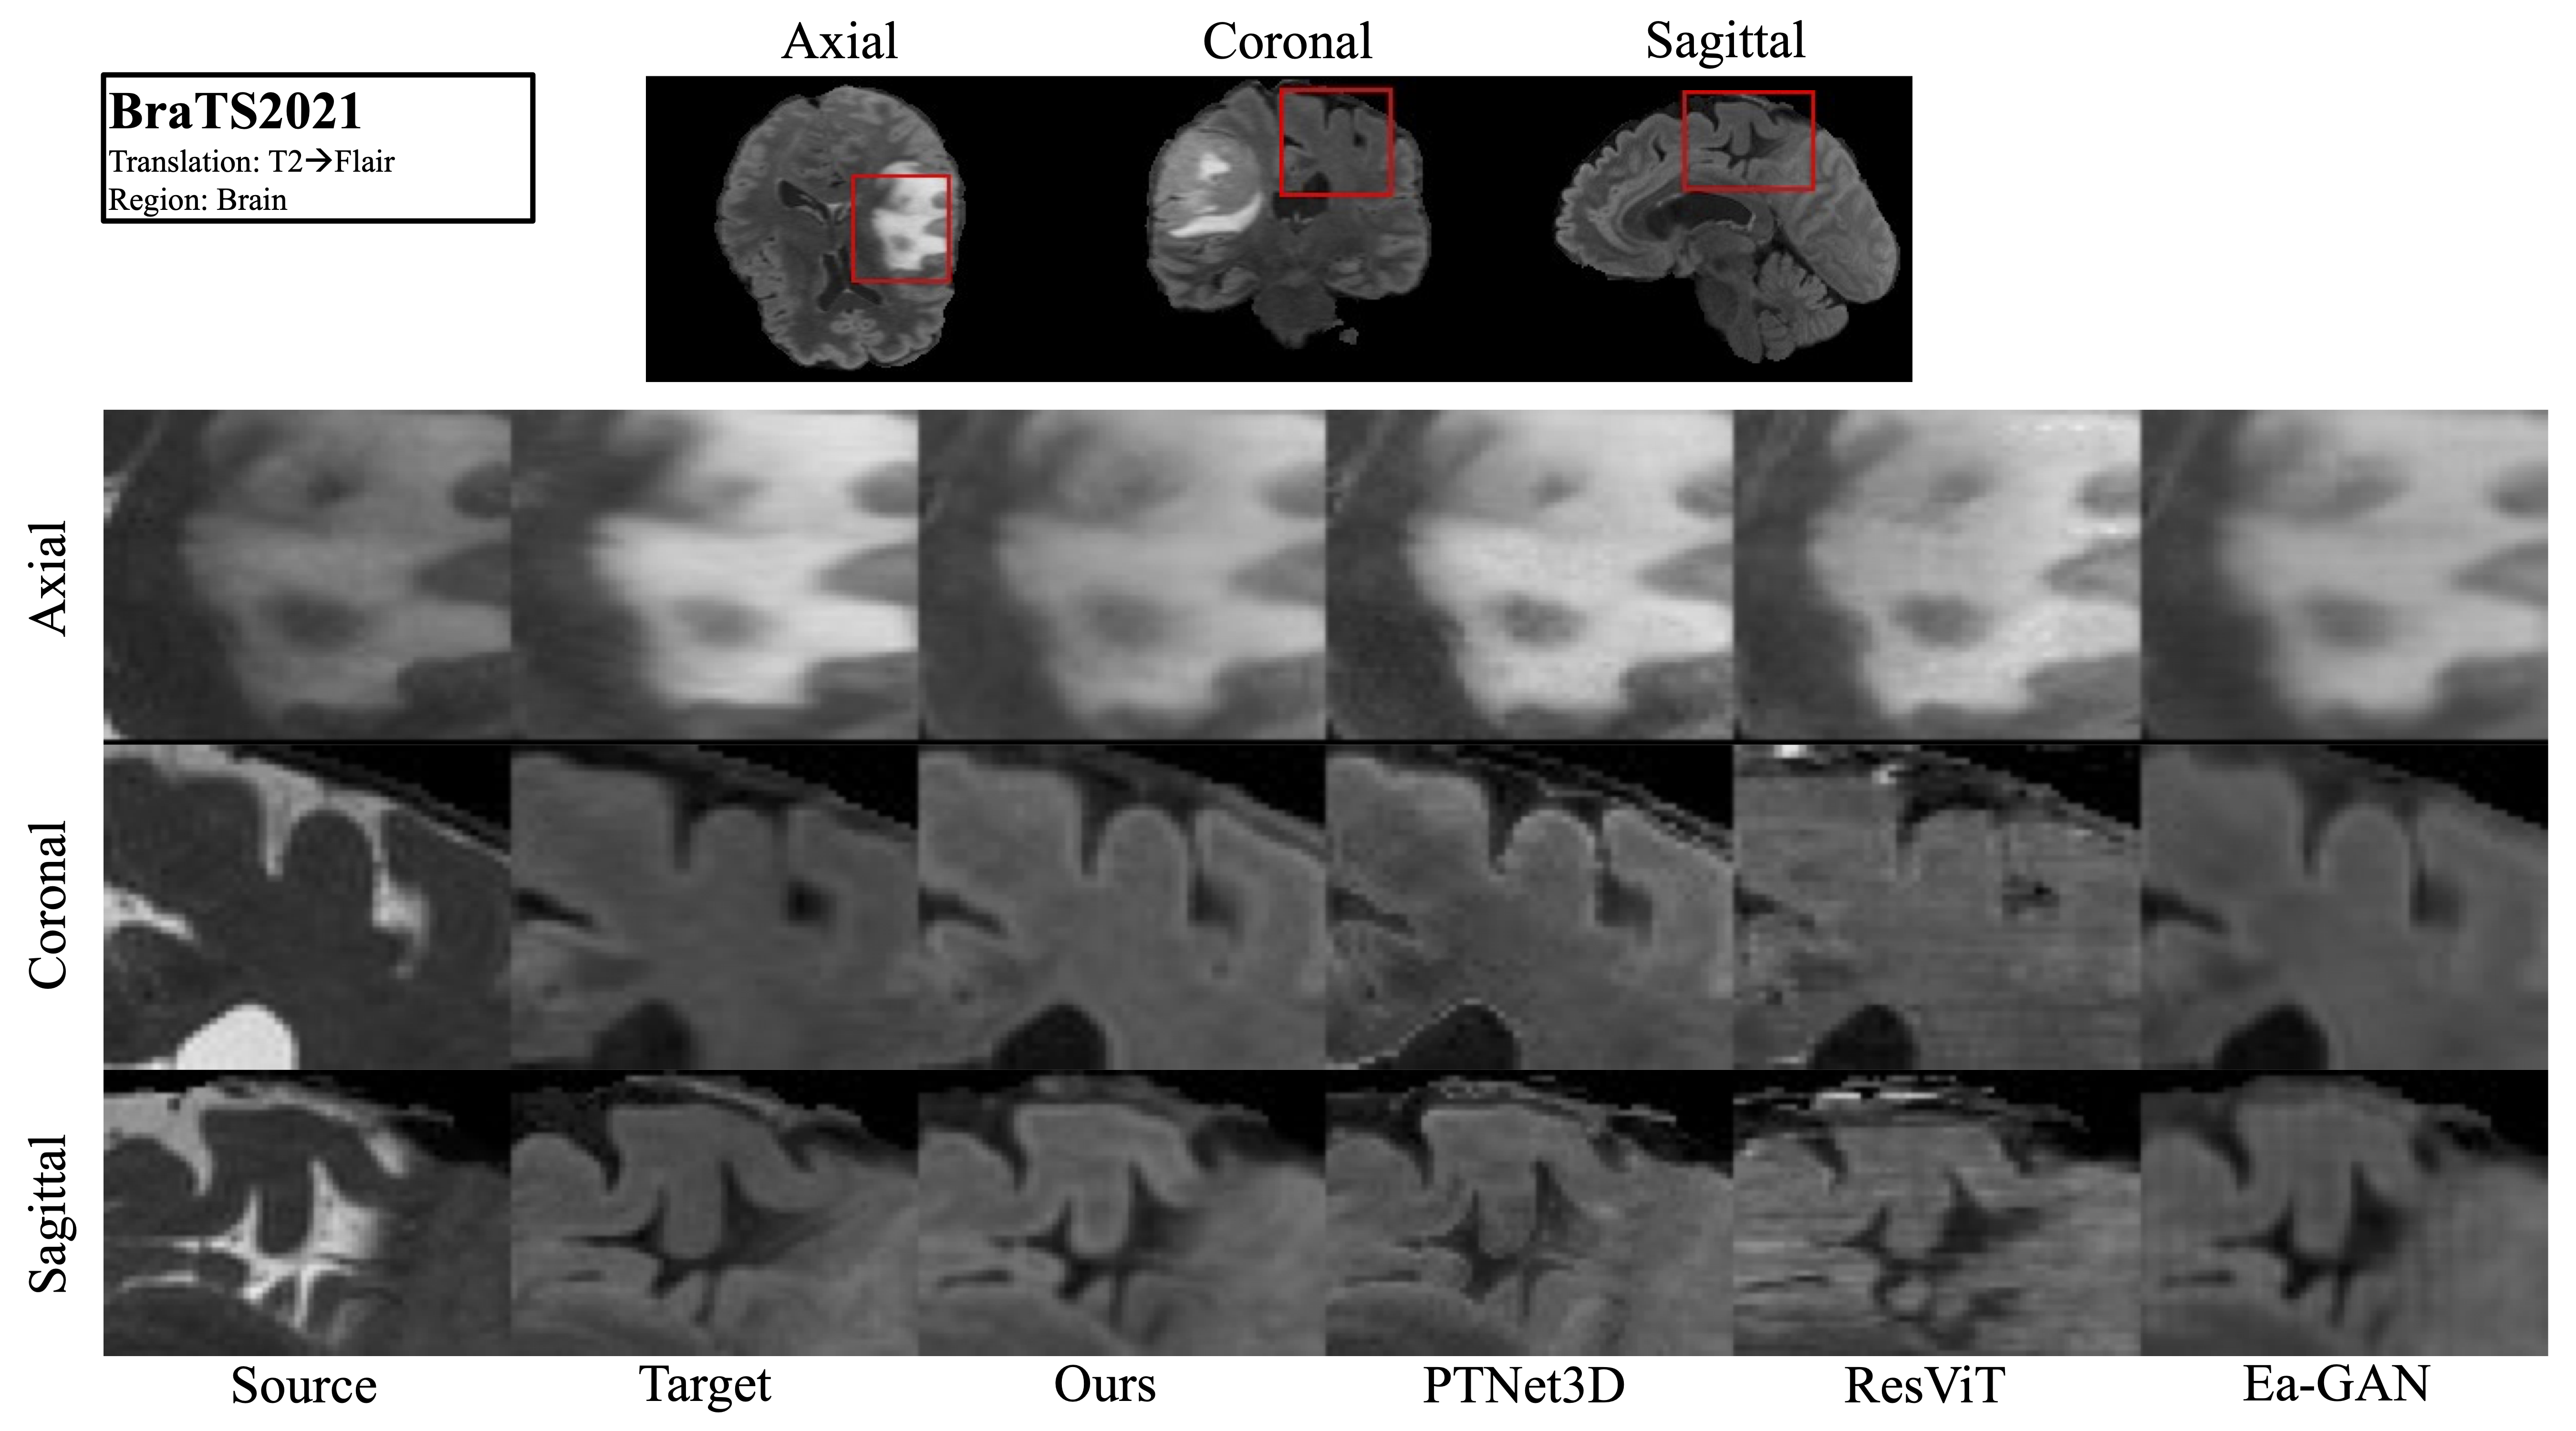 Axial
Coronal
Sagittal
BraTS2021
Translation: T2→Flair
Region: Brain
Axial
Coronal
Sagittal
Source
Target
Ours
PTNet3D
ResViT
Ea-GAN